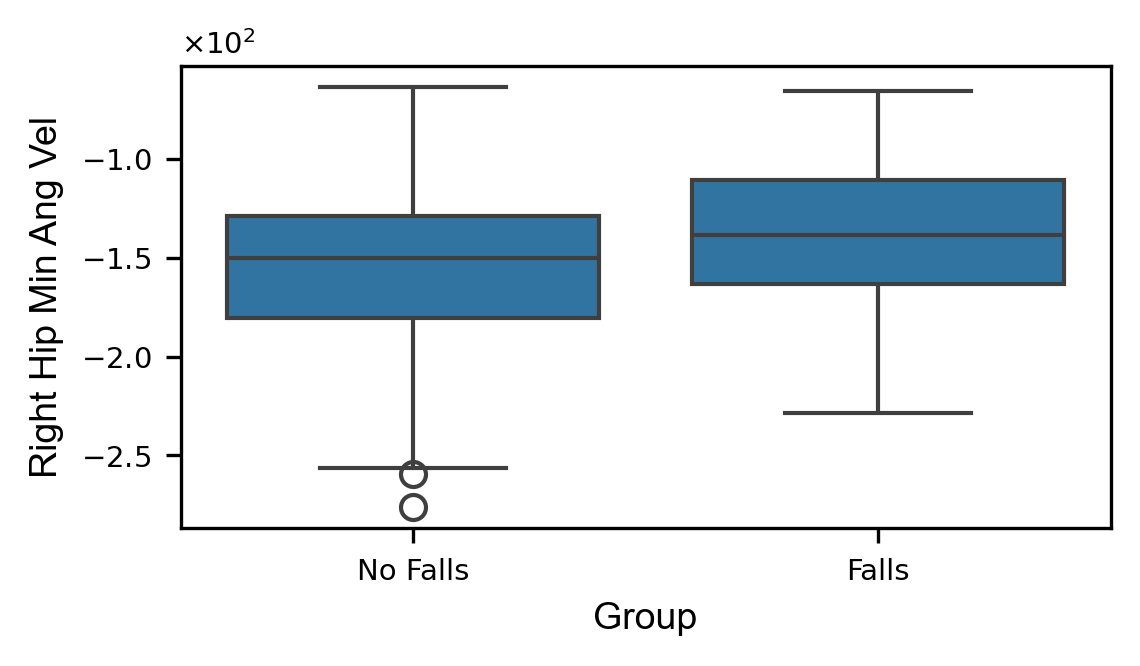 ×10²
Right Hip Min Ang Vel
−1.0
−1.5
−2.0
−2.5
No Falls
Falls
Group